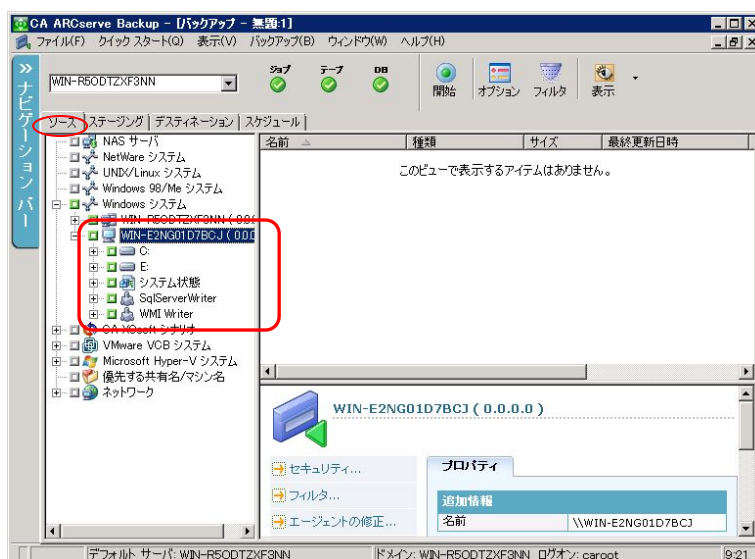 CA ARCserve Backup - [バックアップ - 無題:1]
ファイル(F) クイック スタート(Q) 表示(V) バックアップ(B) ウィンドウ(W) ヘルプ(H)
ナビゲーション バー
WIN-R5ODTZXF3NN
ジョブ テープ DB
開始 オプション フィルタ 表示
ソース ステージング デスティネーション スケジュール
NAS サーバ
NetWare システム
UNIX/Linux システム
Windows 98/Me システム
Windows システム
WIN-R5ODTZXF3NN ( 0.0.
WIN-E2NG01D7BCJ ( 0.0.0
C:
E:
システム状態
SqlServerWriter
WMI Writer
CA XOsoft シナリオ
VMware VCB システム
Microsoft Hyper-V システム
優先する共有名/マシン名
ネットワーク
名前 種類 サイズ 最終更新日時
このビューで表示するアイテムはありません。
WIN-E2NG01D7BCJ ( 0.0.0.0 )
セキュリティ...
フィルタ...
エージェントの修正...
プロパティ
追加情報
名前 \\WIN-E2NG01D7BCJ
デフォルト サーバ: WIN-R5ODTZXF3NN ドメイン: WIN-R5ODTZXF3NN ログオン: caroot 9:21